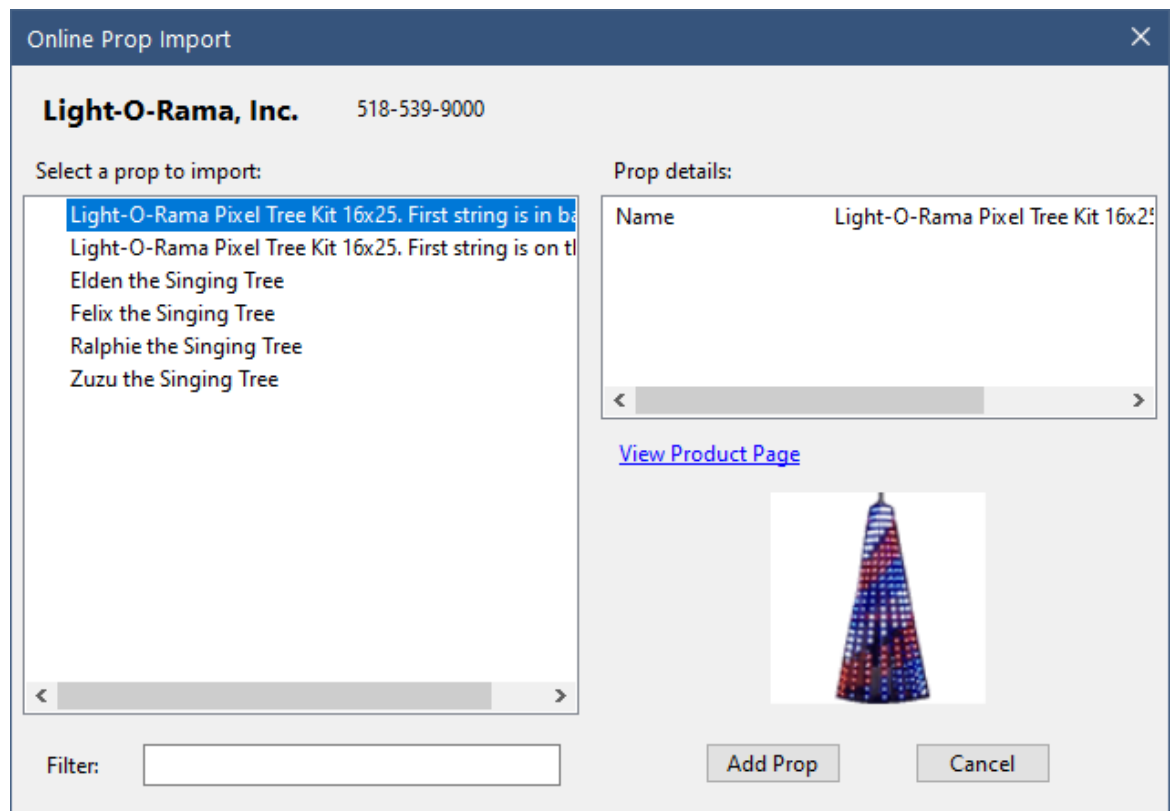 Online Prop Import
Light-O-Rama, Inc. 518-539-9000
Select a prop to import:
Light-O-Rama Pixel Tree Kit 16x25. First string is in ba
Light-O-Rama Pixel Tree Kit 16x25. First string is on t
Elden the Singing Tree
Felix the Singing Tree
Ralphie the Singing Tree
Zuzu the Singing Tree
Filter:
Prop details:
Name Light-O-Rama Pixel Tree Kit 16x25
View Product Page
Add Prop Cancel